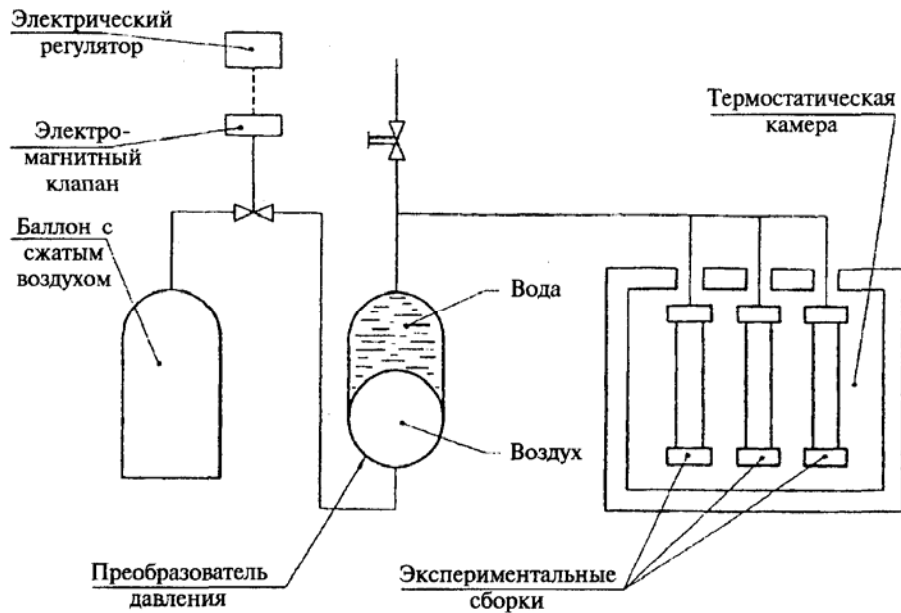 Электрический
регулятор
Электро-
магнитный
клапан
Баллон с
сжатым
воздухом
Вода
Воздух
Преобразователь
давления
Термостатическая
камера
Экспериментальные
сборки